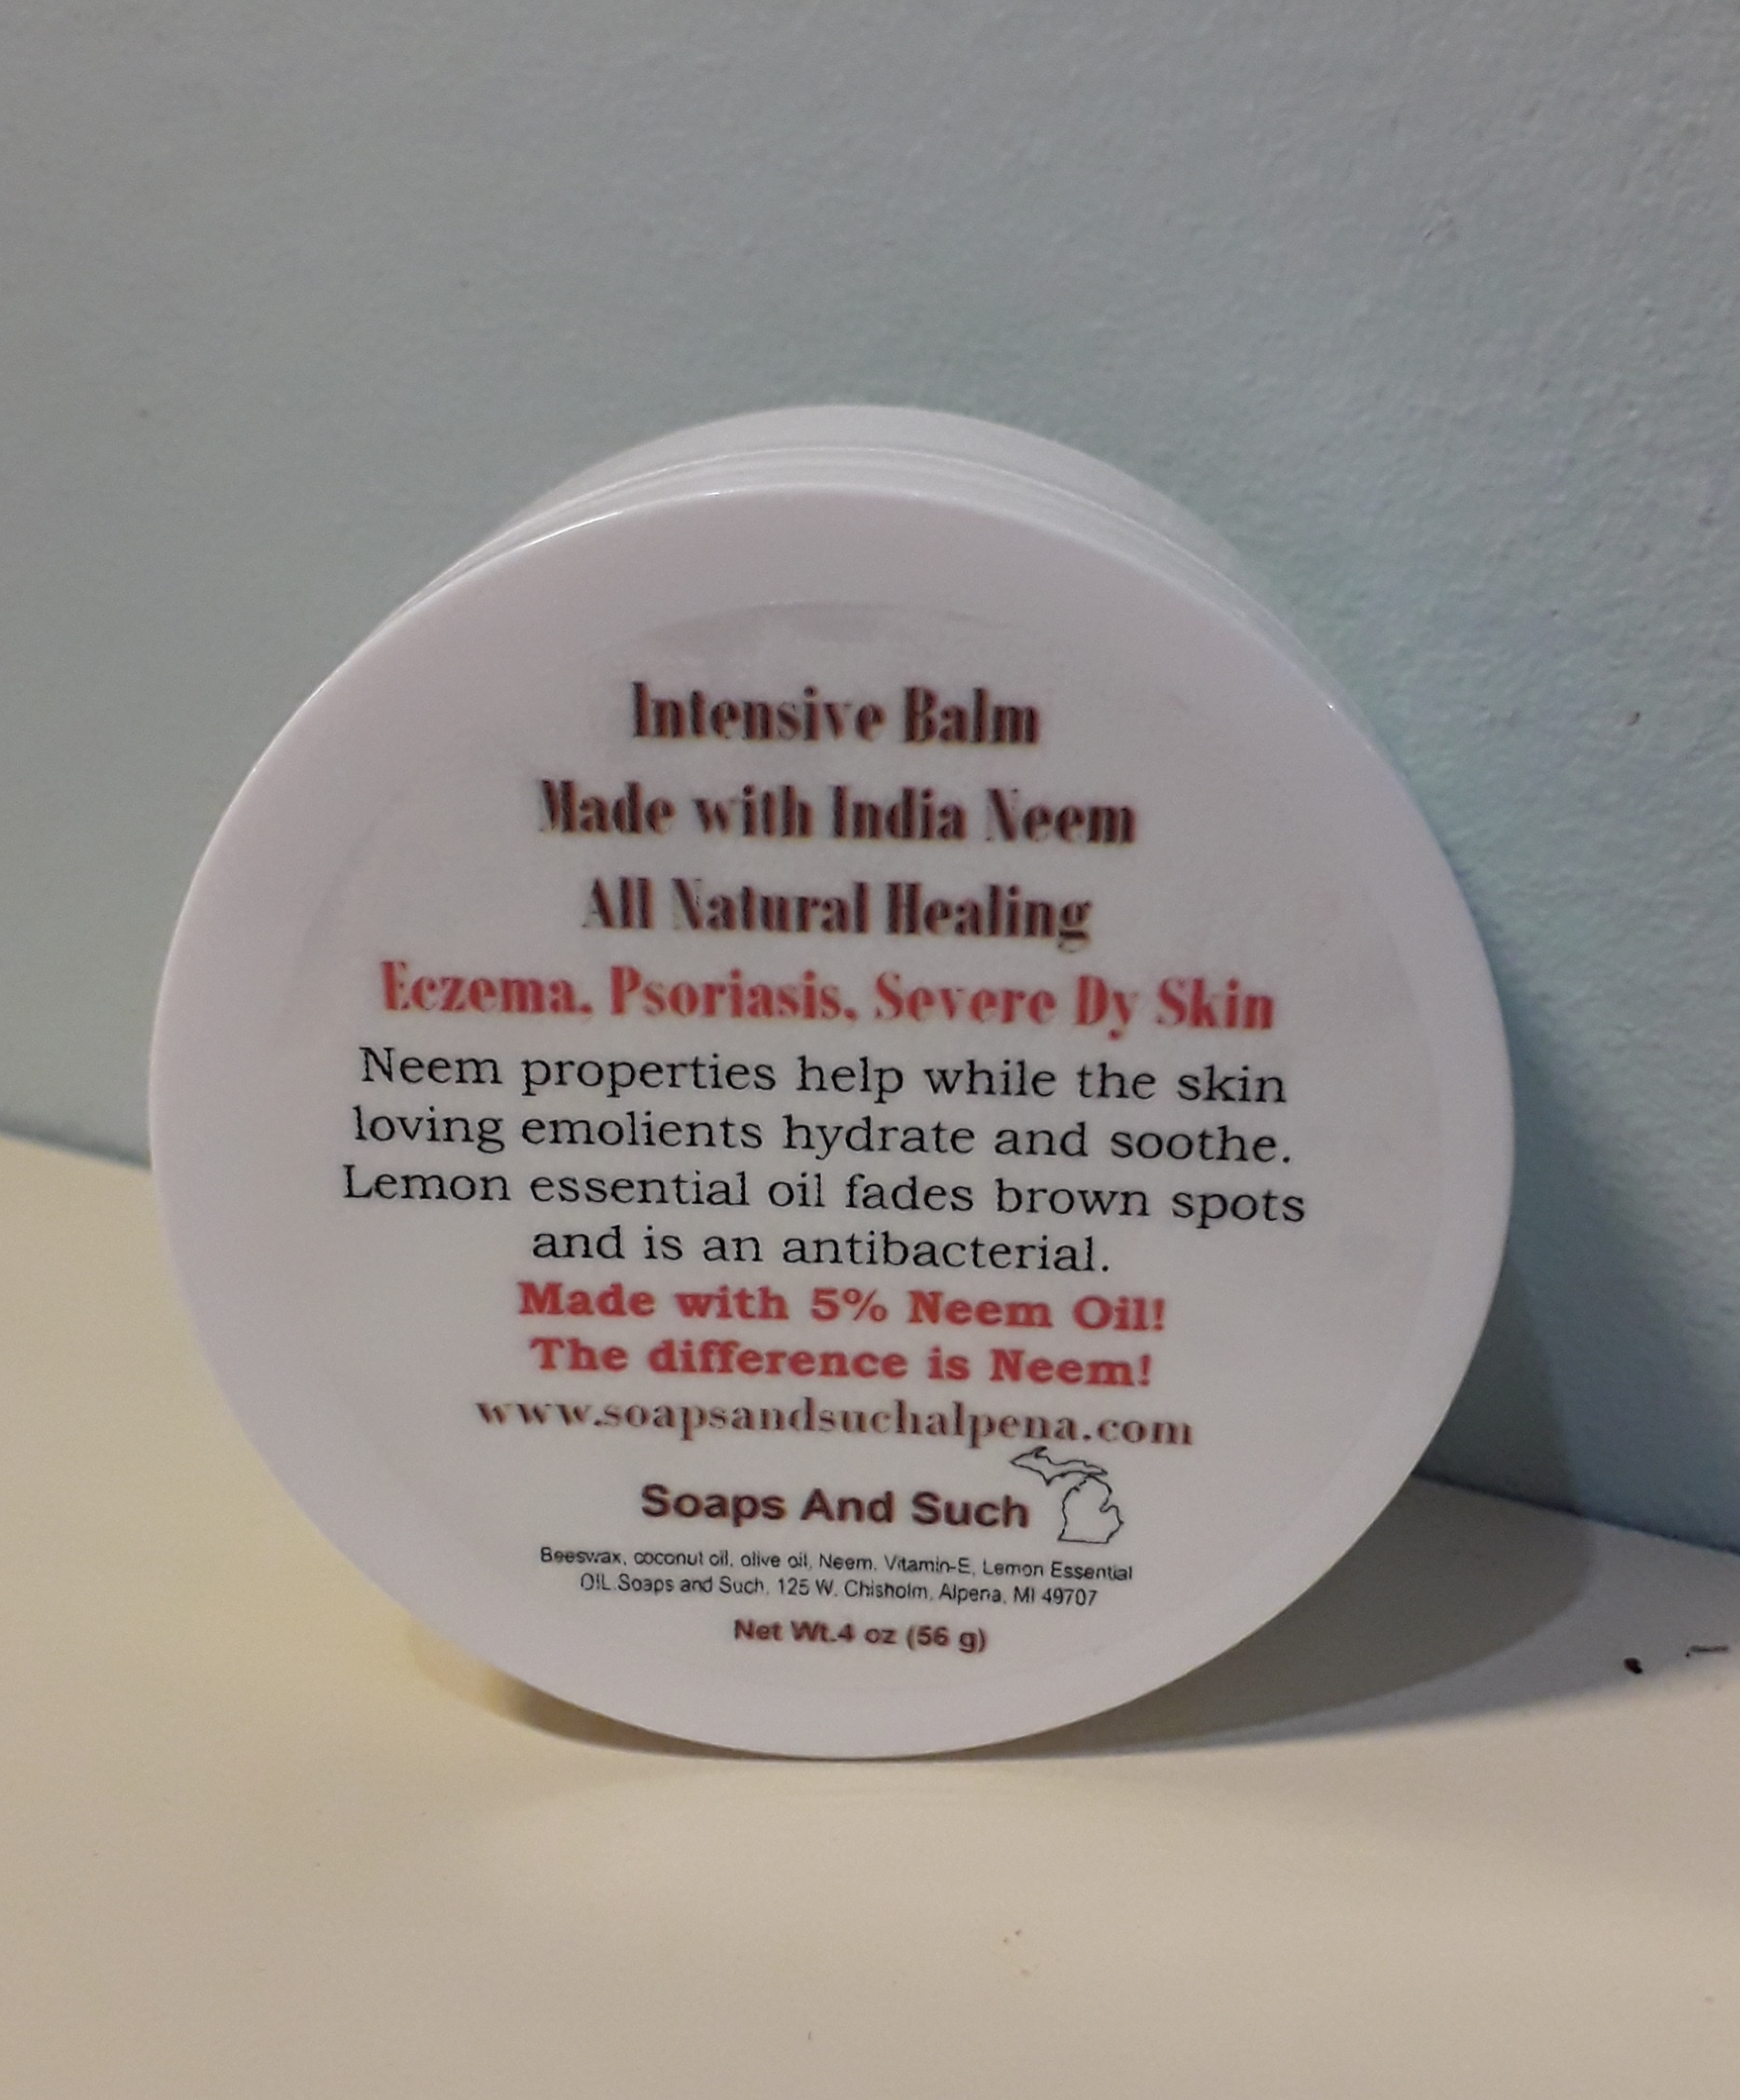 Intensive Balm
Made with India Neem
All Natural Healing
Eczema, Psoriasis, Severe Dy Skin
Neem properties help while the skin
loving emolients hydrate and soothe.
Lemon essential oil fades brown spots
and is an antibacterial.
Made with 5% Neem Oil!
The difference is Neem!
www.soapsandsuchalpena.com
Soaps And Such
Beeswax, coconut oil, olive oil, Neem, Vitamin-E, Lemon Essential
OIL.Soaps and Such, 125 W. Chisholm, Alpena, MI 49707
Net Wt.4 oz (56 g)